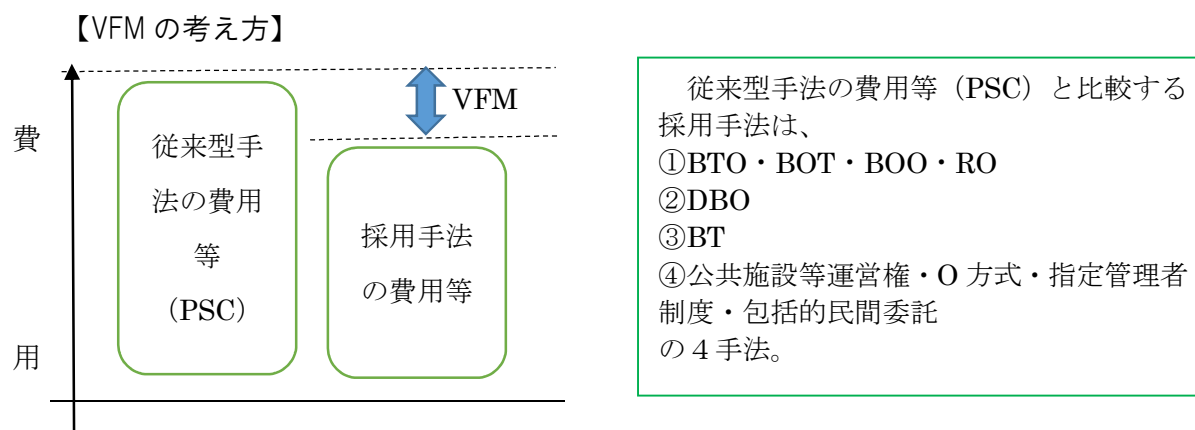 【VFM の考え方】
VFM
費
用
従来型手
法の費用
等
（PSC）
採用手法
の費用等
従来型手法の費用等（PSC）と比較する
採用手法は、
①BTO・BOT・BOO・RO
②DBO
③BT
④公共施設等運営権・O 方式・指定管理者
制度・包括的民間委託
の４手法。